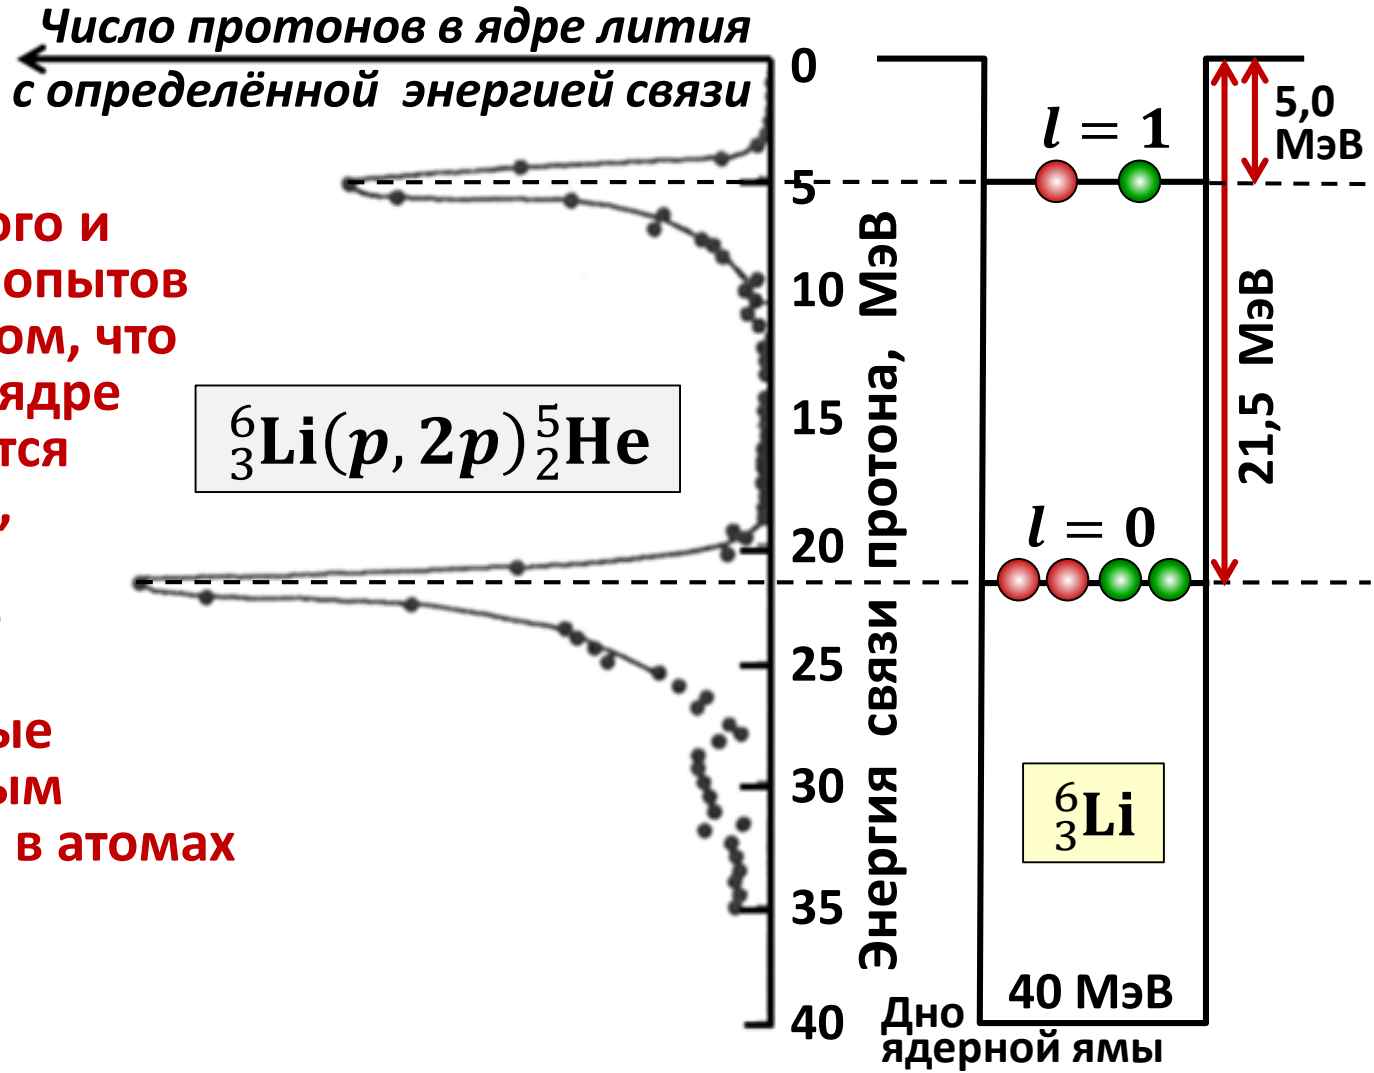 Число протонов в ядре лития
с определённой энергией связи
ого и
опытов
ом, что
ядре
тся
,
ые
ым
в атомах
⁶₃Li(p, 2p)⁵₂He
0
5
10
15
20
25
30
35
40
Энергия связи протона, МэВ
l = 1
5,0
МэВ
21,5 МэВ
l = 0
⁶₃Li
40 МэВ
Дно
ядерной ямы